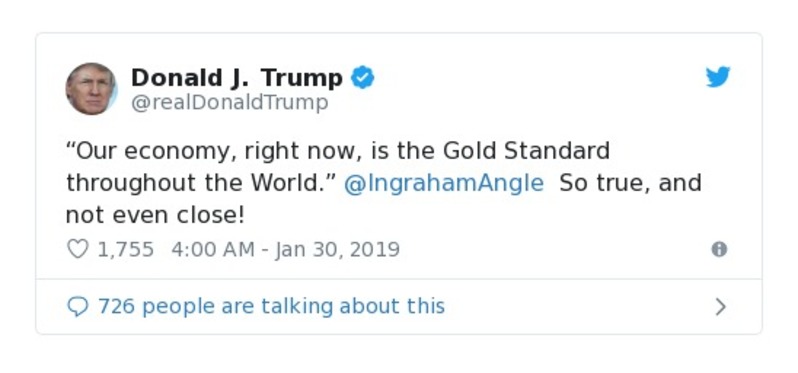 Donald J. Trump
@realDonaldTrump
“Our economy, right now, is the Gold Standard
throughout the World.” @IngrahamAngle  So true, and
not even close!
1,755 4:00 AM - Jan 30, 2019
726 people are talking about this